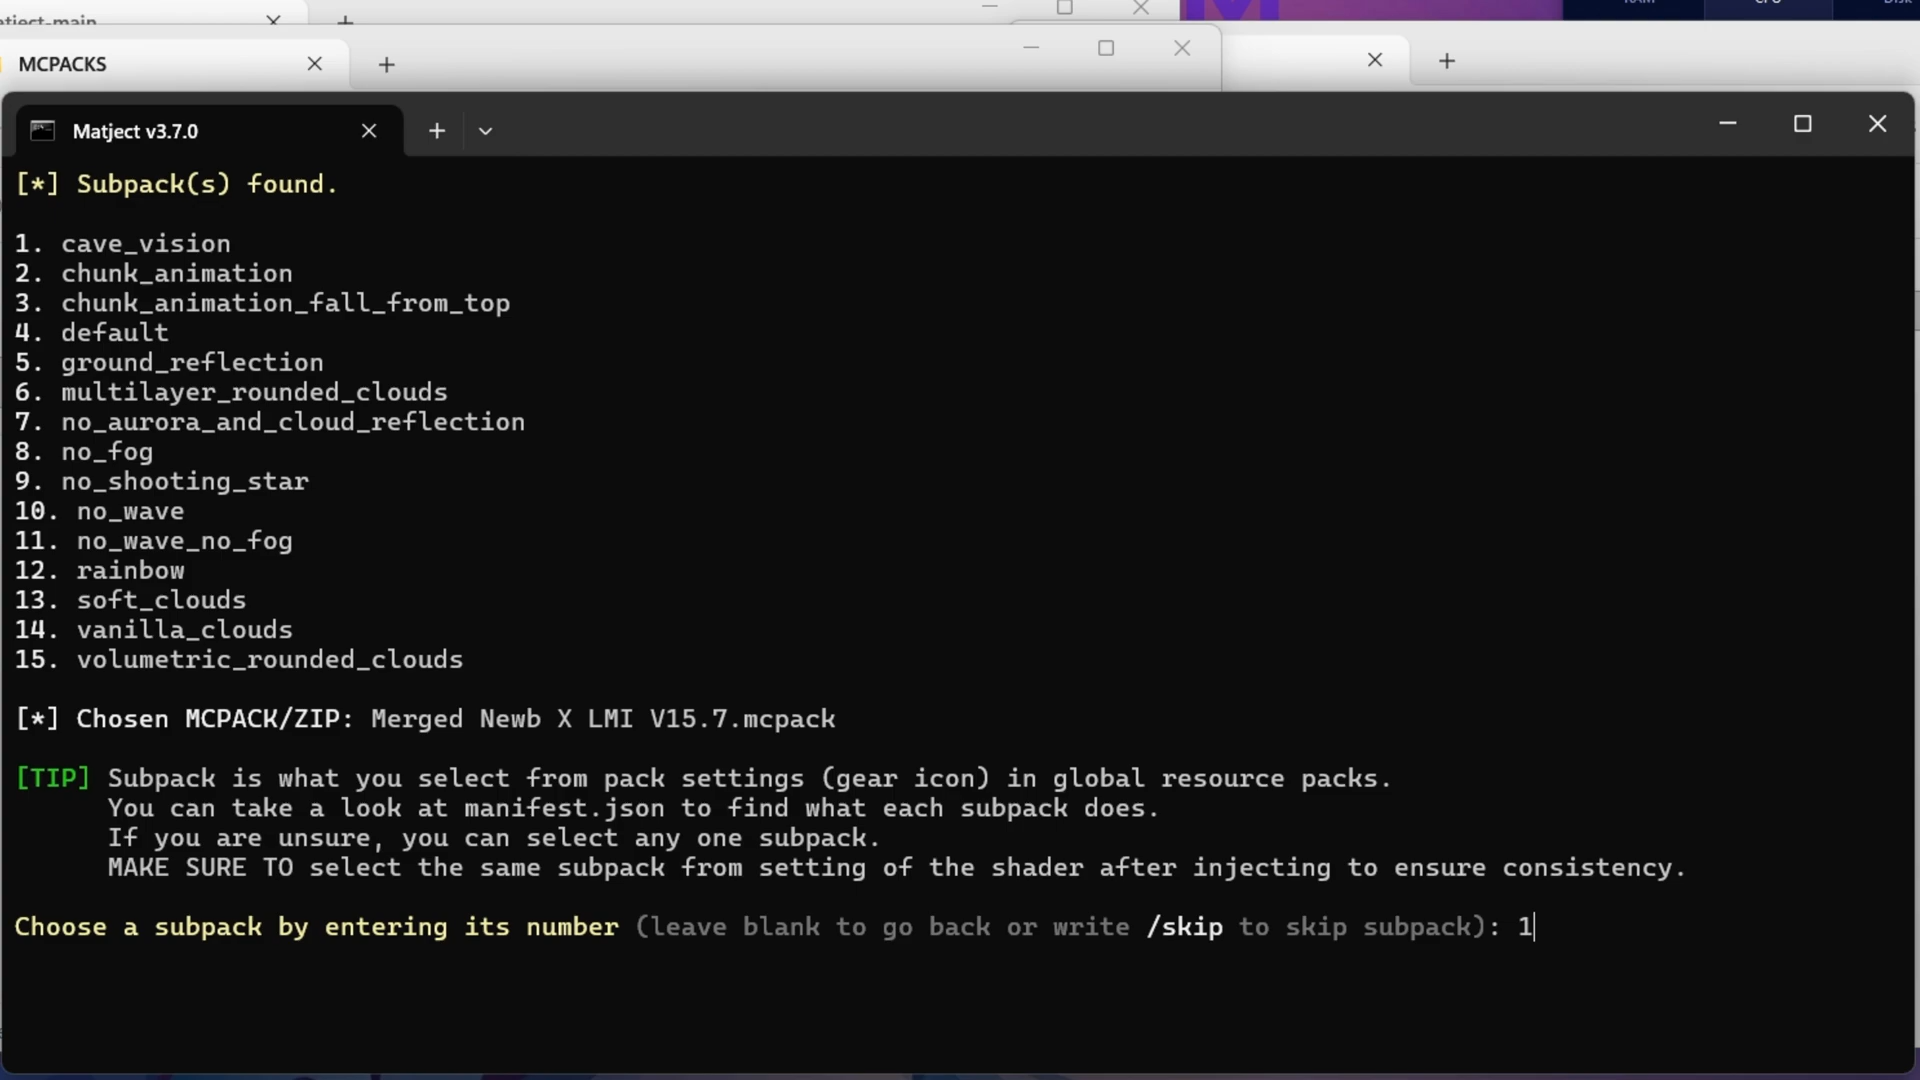 MCPACKS
Matject v3.7.0
[*] Subpack(s) found.
1. cave_vision
2. chunk_animation
3. chunk_animation_fall_from_top
4. default
5. ground_reflection
6. multilayer_rounded_clouds
7. no_aurora_and_cloud_reflection
8. no_fog
9. no_shooting_star
10. no_wave
11. no_wave_no_fog
12. rainbow
13. soft_clouds
14. vanilla_clouds
15. volumetric_rounded_clouds
[*] Chosen MCPACK/ZIP: Merged Newb X LMI V15.7.mcpack
[TIP] Subpack is what you select from pack settings (gear icon) in global resource packs.
You can take a look at manifest.json to find what each subpack does.
If you are unsure, you can select any one subpack.
MAKE SURE TO select the same subpack from setting of the shader after injecting to ensure consistency.
Choose a subpack by entering its number (leave blank to go back or write /skip to skip subpack): 1